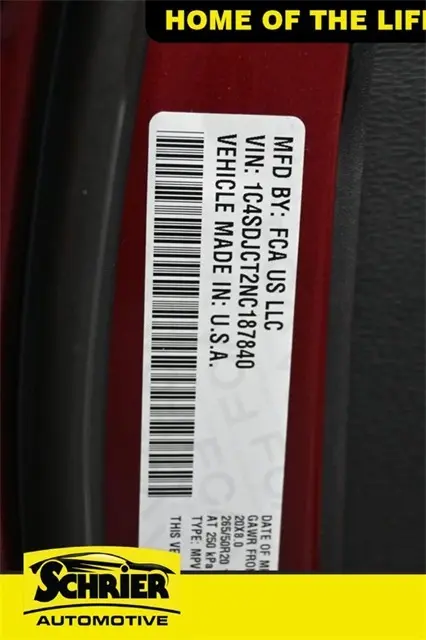 HOME OF THE LIF
MFD BY: FCA US LLC
VIN: 1C4SDJCT2NC187840
VEHICLE MADE IN: U.S.A.
DATE OF M
GAWR FRON
20X8.0
265/50R20
AT 250 kPa
TYPE: MPV
THIS VE
SCHRIER
AUTOMOTIVE